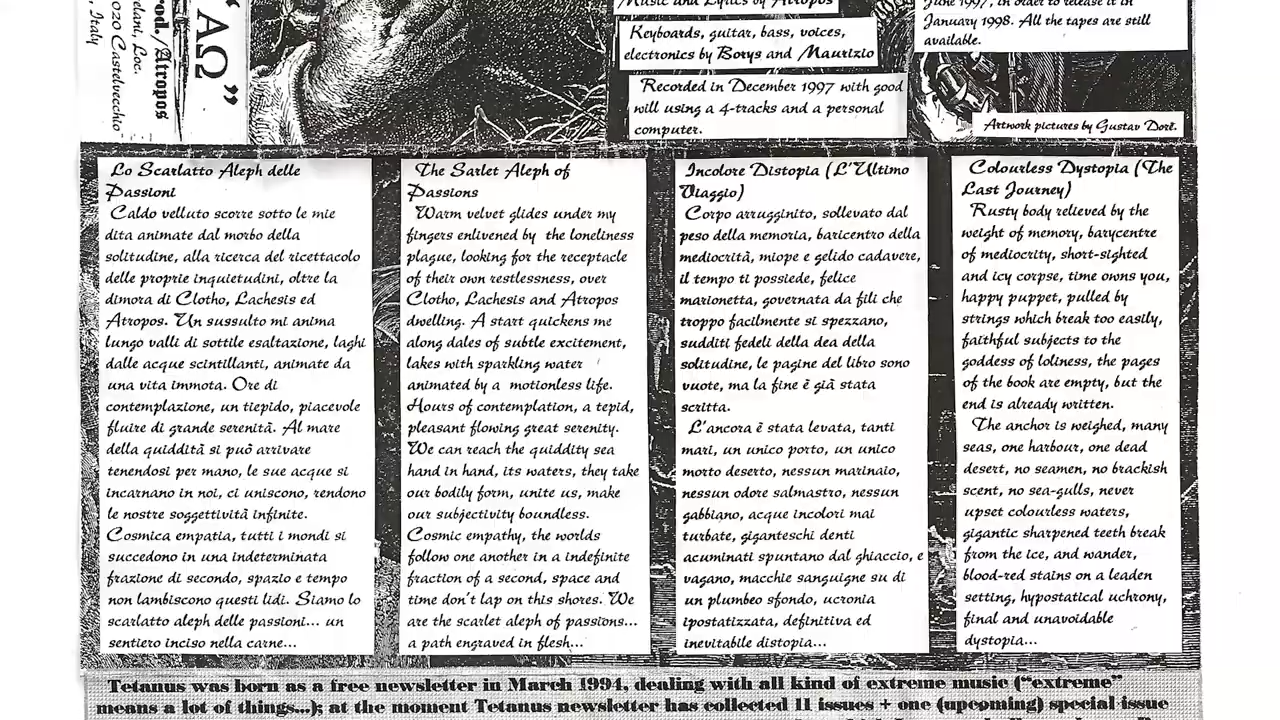 "ΑΩ"
rod. /Atropos
elani, Loc.
020 Castelvecchio
, Italy
Music and Lyrics by Atropos
Keyboards, guitar, bass, voices,
electronics by Borys and Maurizio
Recorded in December 1997 with good
will using a 4-tracks and a personal
computer.
June 1997, in order to release it in
January 1998. All the tapes are still
available.
Artwork pictures by Gustav Dorè.
Lo Scarlatto Aleph delle
Passioni
Caldo velluto scorre sotto le mie
dita animate dal morbo della
solitudine, alla ricerca del ricettacolo
delle proprie inquietudini, oltre la
dimora di Clotho, Lachesis ed
Atropos. Un sussulto mi anima
lungo valli di sottile esaltazione, laghi
dalle acque scintillanti, animate da
una vita immota. Ore di
contemplazione, un tiepido, piacevole
fluire di grande serenità. Al mare
della quiddità si può arrivare
tenendosi per mano, le sue acque si
incarnano in noi, ci uniscono, rendono
le nostre soggettività infinite.
Cosmica empatia, tutti i mondi si
succedono in una indeterminata
frazione di secondo, spazio e tempo
non lambiscono questi lidi. Siamo lo
scarlatto aleph delle passioni... un
sentiero inciso nella carne...
The Sarlet Aleph of
Passions
Warm velvet glides under my
fingers enlivened by the loneliness
plague, looking for the receptacle
of their own restlessness, over
Clotho, Lachesis and Atropos
dwelling. A start quickens me
along dales of subtle excitement,
lakes with sparkling water
animated by a motionless life.
Hours of contemplation, a tepid,
pleasant flowing great serenity.
We can reach the quiddity sea
hand in hand, its waters, they take
our bodily form, unite us, make
our subjectivity boundless.
Cosmic empathy, the worlds
follow one another in a indefinite
fraction of a second, space and
time don't lap on this shores. We
are the scarlet aleph of passions...
a path engraved in flesh...
Incolore Distopia (L'Ultimo
Viaggio)
Corpo arrugginito, sollevato dal
peso della memoria, baricentro della
mediocrità, miope e gelido cadavere,
il tempo ti possiede, felice
marionetta, governata da fili che
troppo facilmente si spezzano,
sudditi fedeli della dea della
solitudine, le pagine del libro sono
vuote, ma la fine è già stata
scritta.
L'ancora è stata levata, tanti
mari, un unico porto, un unico
morto deserto, nessun marinaio,
nessun odore salmastro, nessun
gabbiano, acque incolori mai
turbate, giganteschi denti
acuminati spuntano dal ghiaccio, e
vagano, macchie sanguigne su di
un plumbeo sfondo, ucronia
ipostatizzata, definitiva ed
inevitabile distopia...
Colourless Dystopia (The
Last Journey)
Rusty body relieved by the
weight of memory, barycentre
of mediocrity, short-sighted
and icy corpse, time owns you,
happy puppet, pulled by
strings which break too easily,
faithful subjects to the
goddess of loliness, the pages
of the book are empty, but the
end is already written.
The anchor is weighed, many
seas, one harbour, one dead
desert, no seamen, no brackish
scent, no sea-gulls, never
upset colourless waters,
gigantic sharpened teeth break
from the ice, and wander,
blood-red stains on a leaden
setting, hypostatical uchrony,
final and unavoidable
dystopia...
Tetanus was born as a free newsletter in March 1994, dealing with all kind of extreme music ("extreme"
means a lot of things...); at the moment Tetanus newsletter has collected 11 issues + one (upcoming) special issue